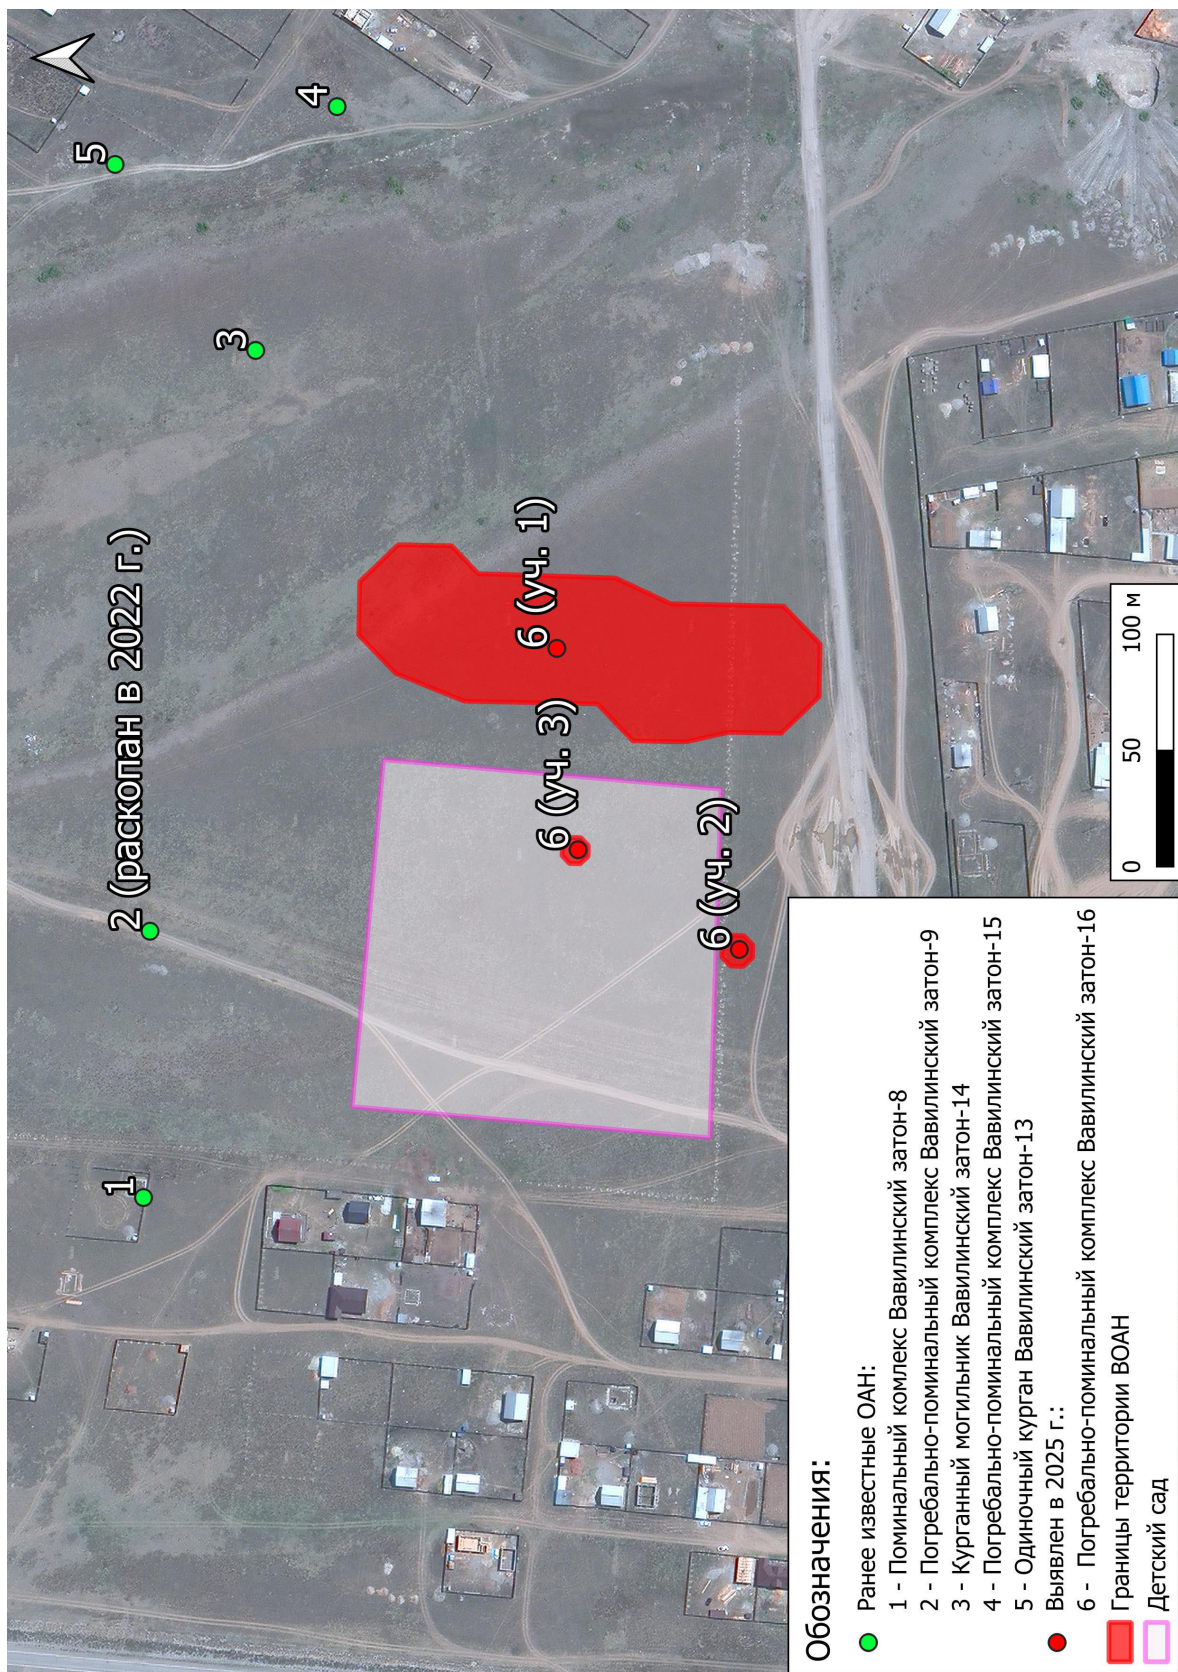 1
2 (раскопан в 2022 г.)
3
5
4
6 (уч. 3)
6 (уч. 1)
6 (уч. 2)
Обозначения:
Ранее известные ОАН:
1 - Поминальный комлекс Вавилинский затон-8
2 - Погребально-поминальный комплекс Вавилинский затон-9
3 - Курганный могильник Вавилинский затон-14
4 - Погребально-поминальный комплекс Вавилинский затон-15
5 - Одиночный курган Вавилинский затон-13
Выявлен в 2025 г.:
6 - Погребально-поминальный комплекс Вавилинский затон-16
Границы территории ВОАН
Детский сад
0 50 100 м